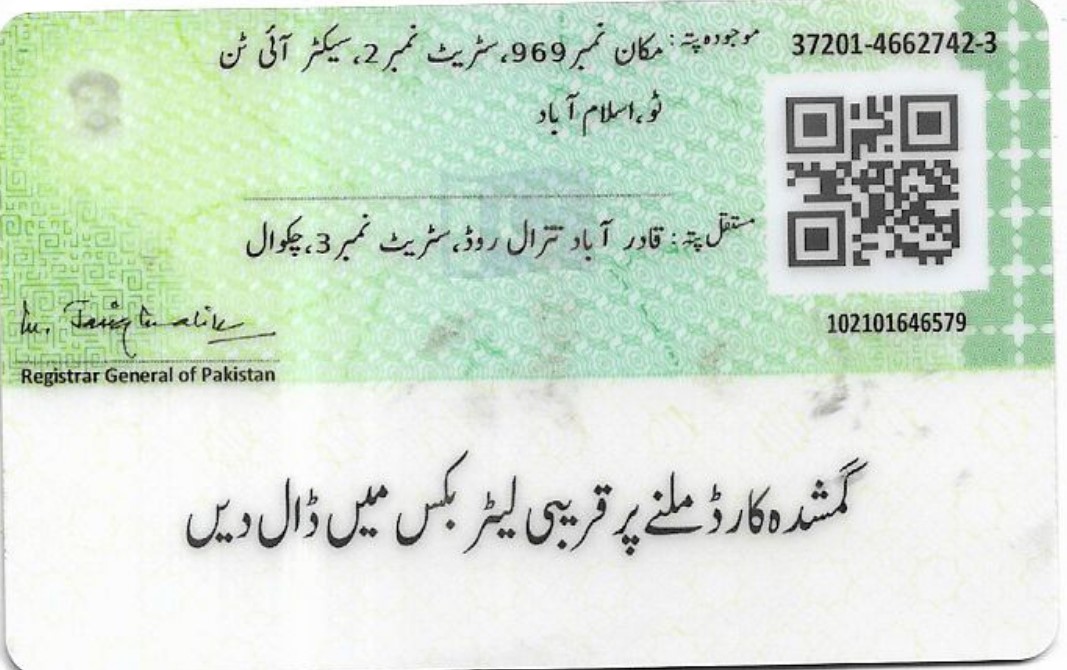 37201-4662742-3
موجودہ پتہ: مکان نمبر 969، سٹریٹ نمبر 2، سیکٹر آئی ٹن
ٹو، اسلام آباد
مستقل پتہ: قادر آباد تترال روڈ، سٹریٹ نمبر 3، چکوال
102101646579
Registrar General of Pakistan
گمشدہ کارڈ ملنے پر قریبی لیٹر بکس میں ڈال دیں